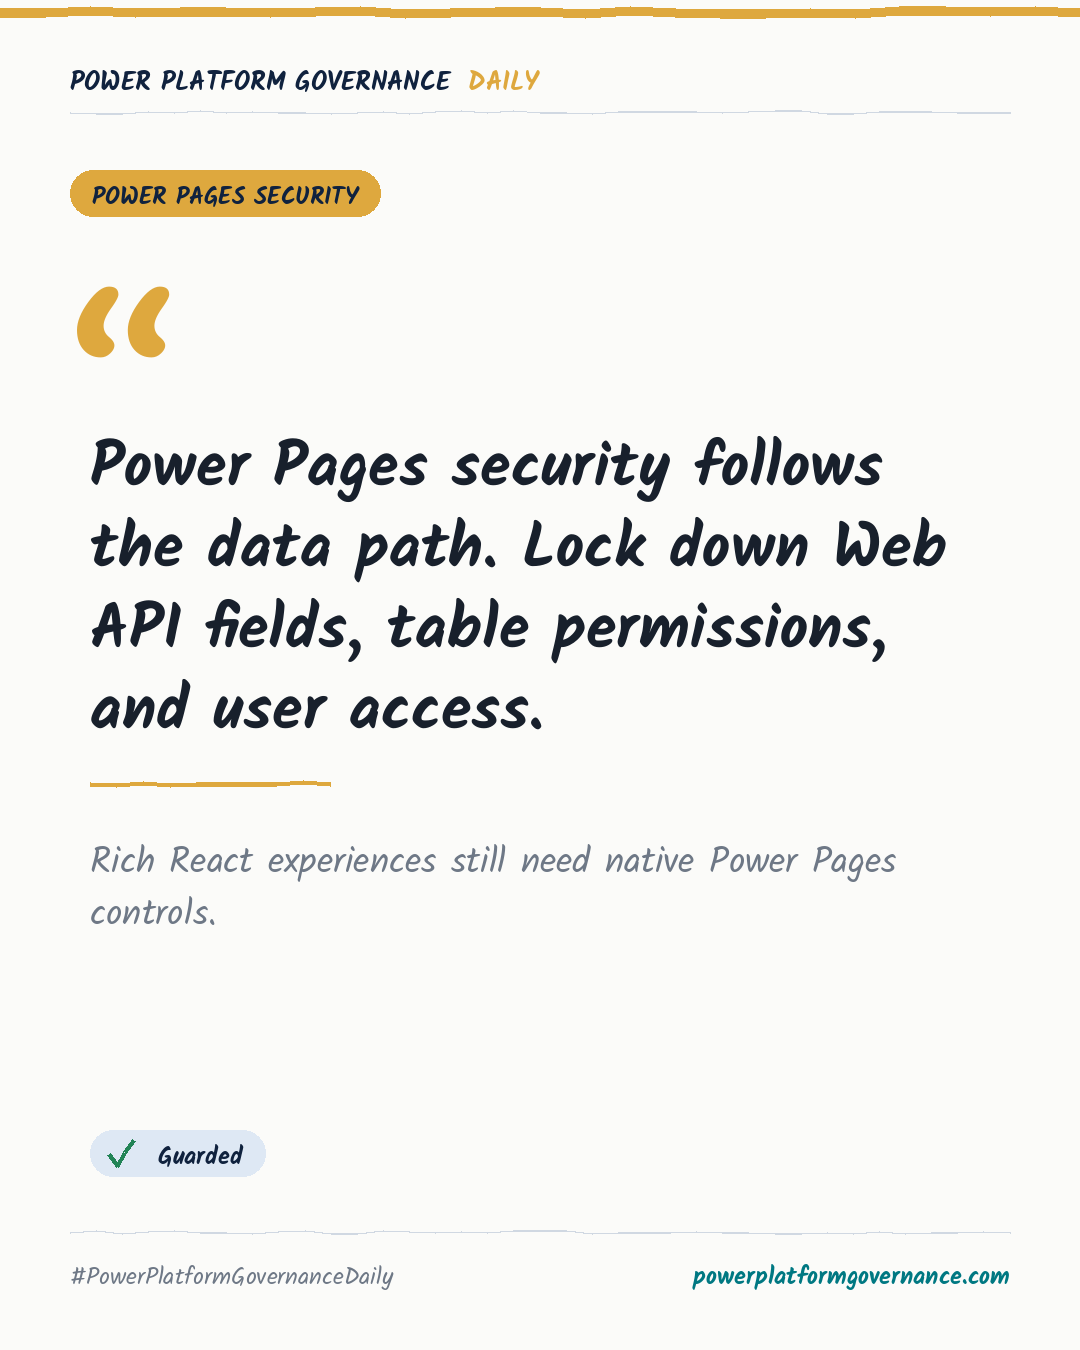 POWER PLATFORM GOVERNANCE DAILY
POWER PAGES SECURITY
“
Power Pages security follows
the data path. Lock down Web
API fields, table permissions,
and user access.
Rich React experiences still need native Power Pages
controls.
✓ Guarded
#PowerPlatformGovernanceDaily
powerplatformgovernance.com